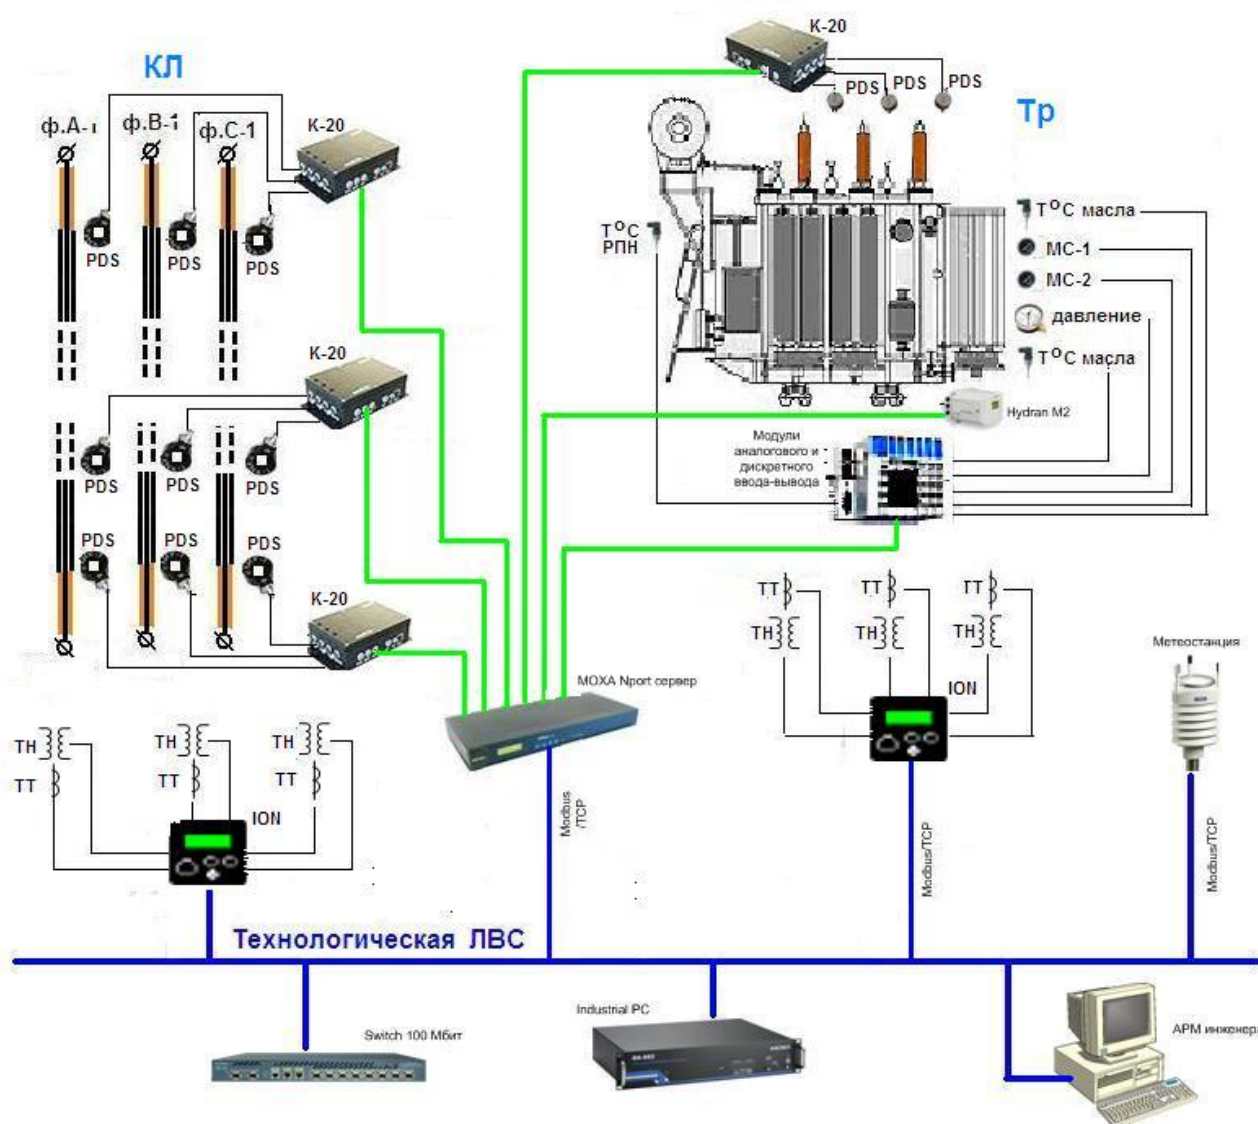 К-20
PDS
PDS
PDS
КЛ
Тр
ф.А-1
ф.В-1
ф.С-1
К-20
PDS
PDS
PDS
T°C
РПН
T°C масла
МС-1
МС-2
давление
T°C масла
К-20
Hydran M2
Модули
аналогового и
дискретного
ввода-вывода
PDS
PDS
PDS
PDS
PDS
PDS
К-20
ТТ
ТТ
ТТ
ТН
ТН
ТН
Метеостанция
MOXA Nport сервер
ION
ТН
ТН
ТН
ТТ
ТТ
ТТ
ION
Modbus
/TCP
Modbus/TCP
Modbus/TCP
Технологическая ЛВС
Industrial PC
Switch 100 Мбит
АРМ инженера